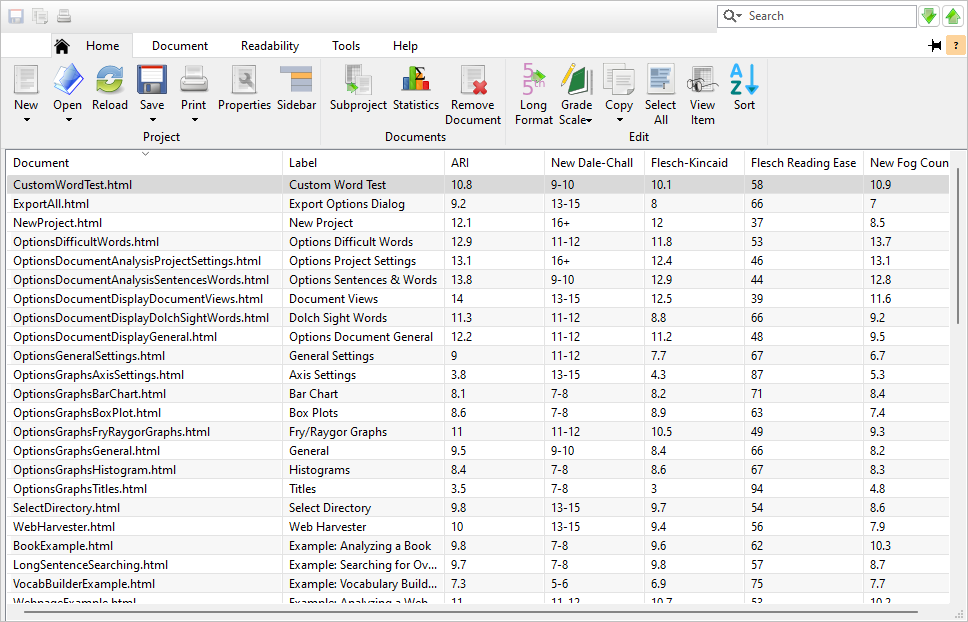 Search
Home Document Readability Tools Help ?
New Open Reload Save Print Properties Sidebar Subproject Statistics Remove Document 5 5th Long Format Grade Scale Copy Select All View Item A Z Sort
Project Documents Edit
Document Label ARI New Dale-Chall Flesch-Kincaid Flesch Reading Ease New Fog Coun
CustomWordTest.html Custom Word Test 10.8 9-10 10.1 58 10.9
ExportAll.html Export Options Dialog 9.2 13-15 8 66 7
NewProject.html New Project 12.1 16+ 12 37 8.5
OptionsDifficultWords.html Options Difficult Words 12.9 11-12 11.8 53 13.7
OptionsDocumentAnalysisProjectSettings.html Options Project Settings 13.1 16+ 12.4 46 13.1
OptionsDocumentAnalysisSentencesWords.html Options Sentences & Words 13.8 9-10 12.9 44 12.8
OptionsDocumentDisplayDocumentViews.html Document Views 14 13-15 12.5 39 11.6
OptionsDocumentDisplayDolchSightWords.html Dolch Sight Words 11.3 11-12 8.8 66 9.2
OptionsDocumentDisplayGeneral.html Options Document General 12.2 11-12 11.2 48 9.5
OptionsGeneralSettings.html General Settings 9 11-12 7.7 67 6.7
OptionsGraphsAxisSettings.html Axis Settings 3.8 13-15 4.3 87 5.3
OptionsGraphsBarChart.html Bar Chart 8.1 7-8 8.2 71 8.4
OptionsGraphsBoxPlot.html Box Plots 8.6 7-8 8.9 63 7.4
OptionsGraphsFryRaygorGraphs.html Fry/Raygor Graphs 11 11-12 10.5 49 9.3
OptionsGraphsGeneral.html General 9.5 9-10 8.4 66 8.2
OptionsGraphsHistogram.html Histograms 8.4 7-8 8.6 67 8.3
OptionsGraphsTitles.html Titles 3.5 7-8 3 94 4.8
SelectDirectory.html Select Directory 9.8 13-15 9.7 54 8.6
WebHarvester.html Web Harvester 10 13-15 9.4 56 7.9
BookExample.html Example: Analyzing a Book 9.8 7-8 9.6 62 10.3
LongSentenceSearching.html Example: Searching for Ov... 9.7 7-8 9.8 57 8.7
VocabBuilderExample.html Example: Vocabulary Build... 7.3 5-6 6.9 75 7.7
WebpageExample.html Example: Analyzing a Web... 11 11-12 10.7 53 10.2